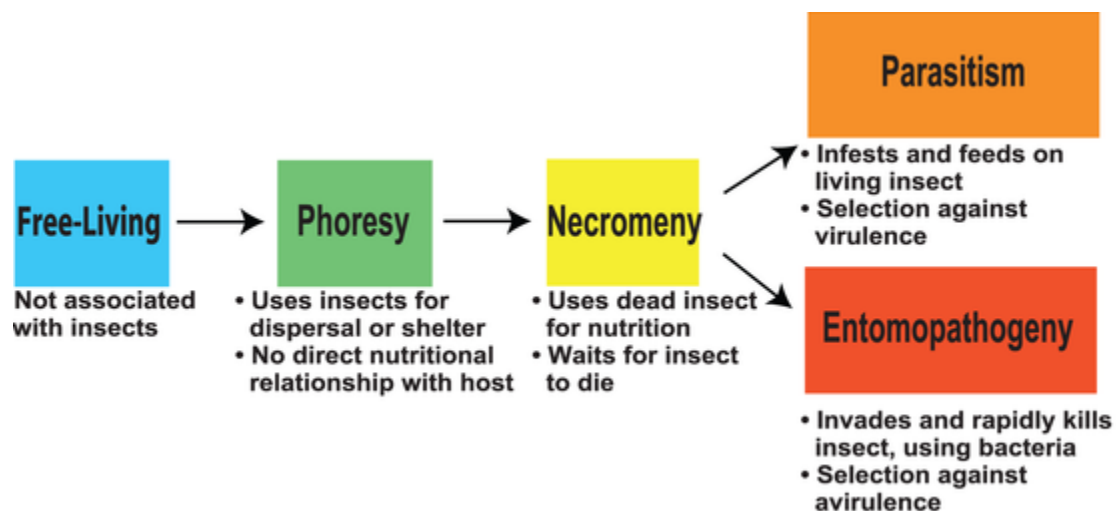 Free-Living
Not associated
with insects
Phoresy
• Uses insects for
dispersal or shelter
• No direct nutritional
relationship with host
Necromeny
• Uses dead insect
for nutrition
• Waits for insect
to die
Parasitism
• Infests and feeds on
living insect
• Selection against
virulence
Entomopathogeny
• Invades and rapidly kills
insect, using bacteria
• Selection against
avirulence